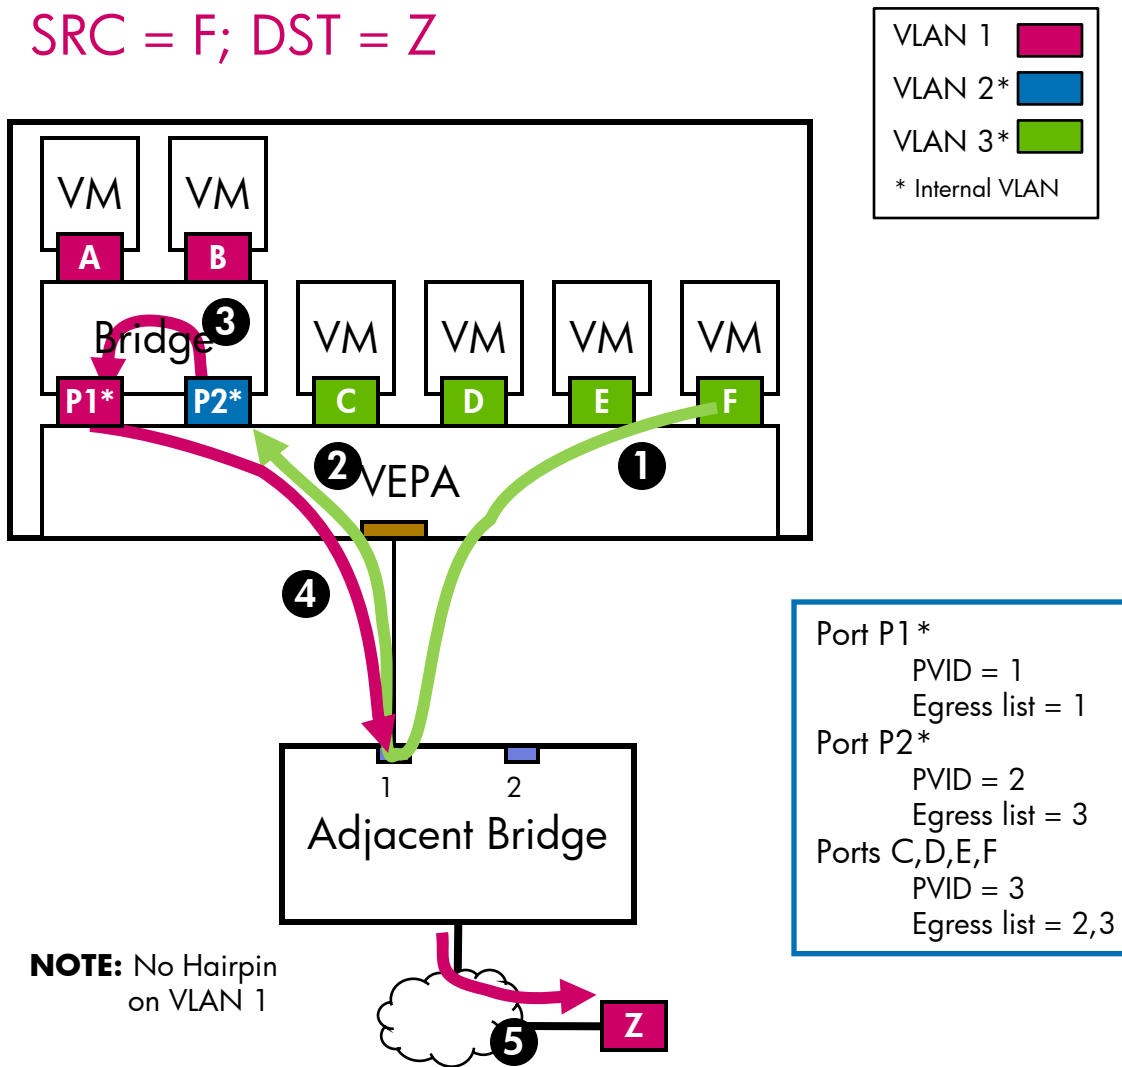 SRC = F; DST = Z
VLAN 1
VLAN 2*
VLAN 3*
* Internal VLAN
VM VM
A B
3
Bridge VM VM VM VM
P1* P2* C D E F
2 VEPA 1
4
1 2
Adjacent Bridge
Port P1*
PVID = 1
Egress list = 1
Port P2*
PVID = 2
Egress list = 3
Ports C,D,E,F
PVID = 3
Egress list = 2,3
NOTE: No Hairpin
on VLAN 1
5 Z